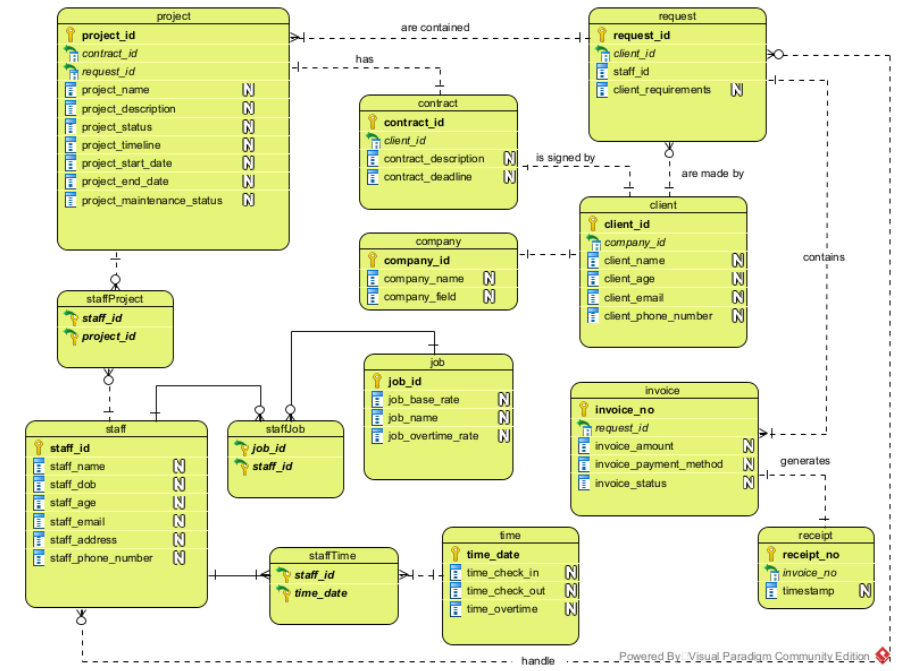 project
project_id
contract_id
request_id
project_name N
project_description N
project_status N
project_timeline N
project_start_date N
project_end_date N
project_maintenance_status N
are contained
has
request
request_id
client_id
staff_id
client_requirements N
contract
contract_id
client_id
contract_description N
contract_deadline N
is signed by
are made by
client
client_id
company_id
client_name N
client_age N
client_email N
client_phone_number N
company
company_id
company_name N
company_field N
contains
staffProject
staff_id
project_id
job
job_id
job_base_rate N
job_name N
job_overtime_rate N
invoice
invoice_no
request_id
invoice_amount N
invoice_payment_method N
invoice_status N
generates
staff
staff_id
staff_name N
staff_dob N
staff_age N
staff_email N
staff_address N
staff_phone_number N
staffJob
job_id
staff_id
staffTime
staff_id
time_date
time
time_date
time_check_in N
time_check_out N
time_overtime N
receipt
receipt_no
invoice_no
timestamp N
handle
Powered By Visual Paradigm Community Edition